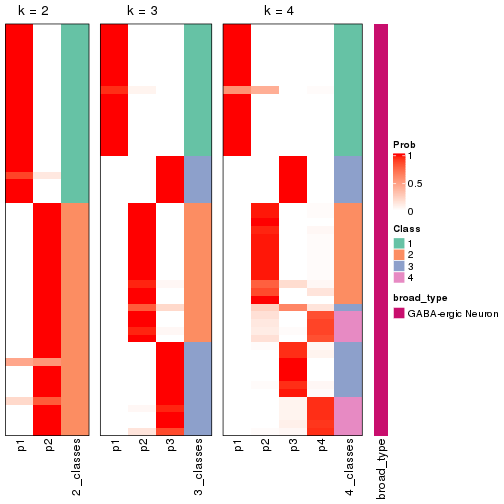 k = 2
k = 3
k = 4
p1
p2
2_classes
p1
p2
p3
3_classes
p1
p2
p3
p4
4_classes
broad_type
Prob
1
0.5
0
Class
1
2
3
4
broad_type
GABA-ergic Neuron